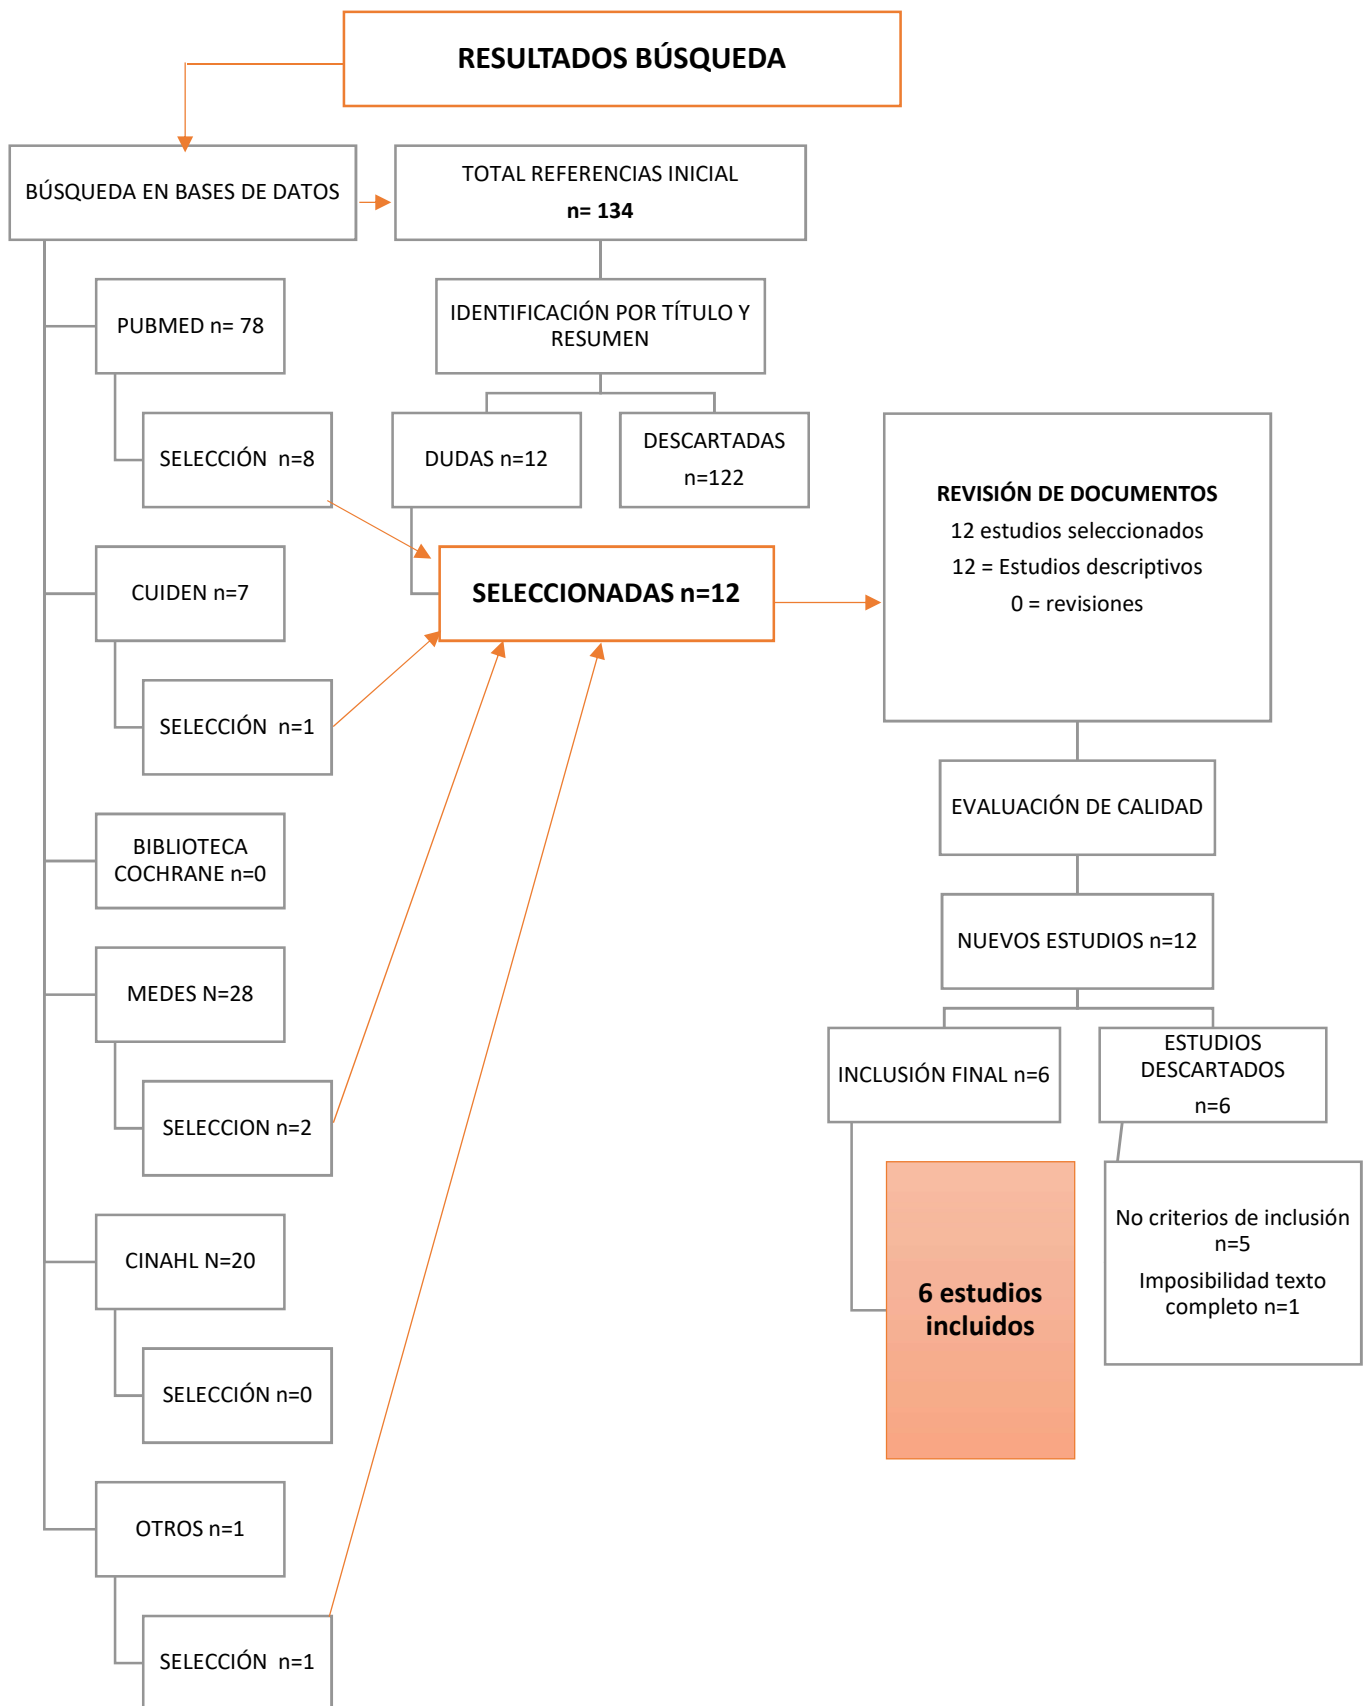 RESULTADOS BÚSQUEDA
BÚSQUEDA EN BASES DE DATOS
TOTAL REFERENCIAS INICIAL
n= 134
PUBMED n= 78
IDENTIFICACIÓN POR TÍTULO Y
RESUMEN
SELECCIÓN n=8
DUDAS n=12
DESCARTADAS
n=122
REVISIÓN DE DOCUMENTOS
12 estudios seleccionados
12 = Estudios descriptivos
0 = revisiones
CUIDEN n=7
SELECCIONADAS n=12
SELECCIÓN n=1
EVALUACIÓN DE CALIDAD
BIBLIOTECA
COCHRANE n=0
NUEVOS ESTUDIOS n=12
MEDES N=28
INCLUSIÓN FINAL n=6
ESTUDIOS
DESCARTADOS
n=6
SELECCION n=2
No criterios de inclusión
n=5
Imposibilidad texto
completo n=1
CINAHL N=20
6 estudios
incluidos
SELECCIÓN n=0
OTROS n=1
SELECCIÓN n=1